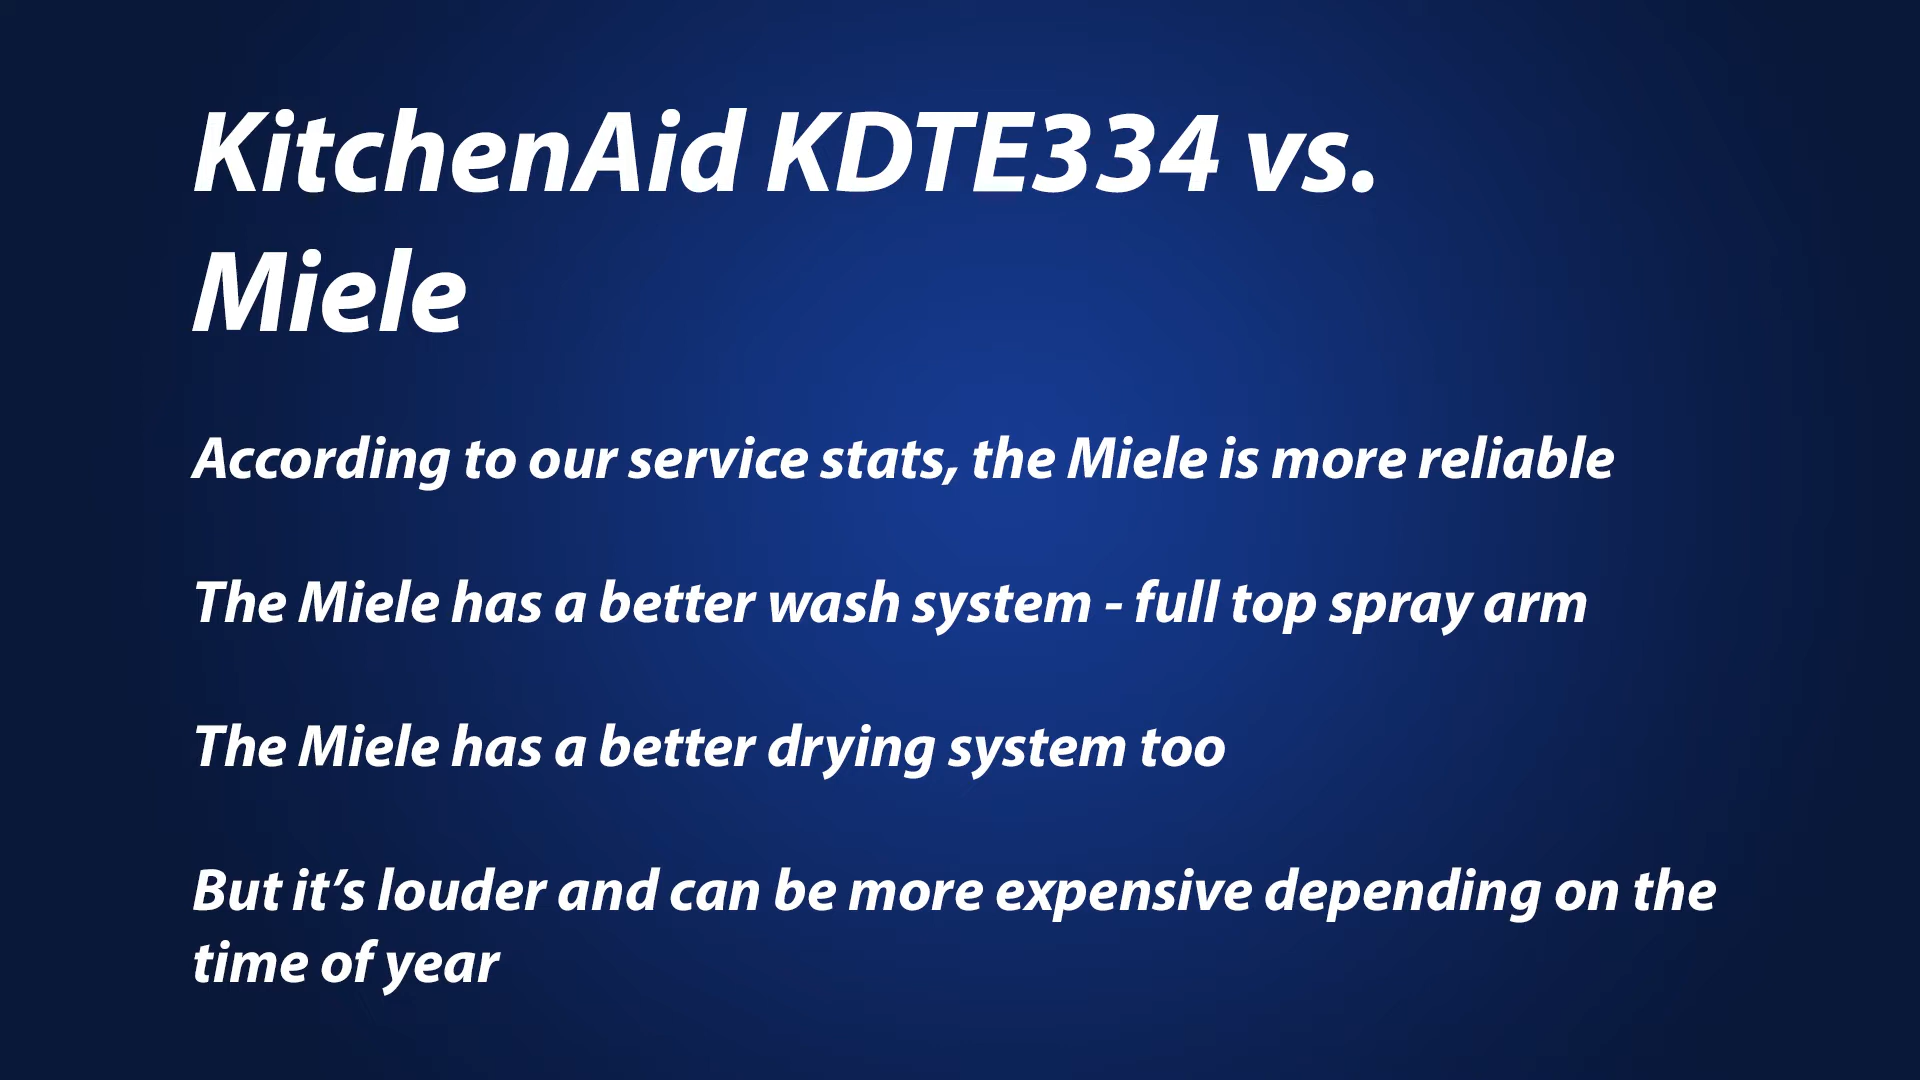 KitchenAid KDTE334 vs.
Miele
According to our service stats, the Miele is more reliable
The Miele has a better wash system - full top spray arm
The Miele has a better drying system too
But it’s louder and can be more expensive depending on the
time of year